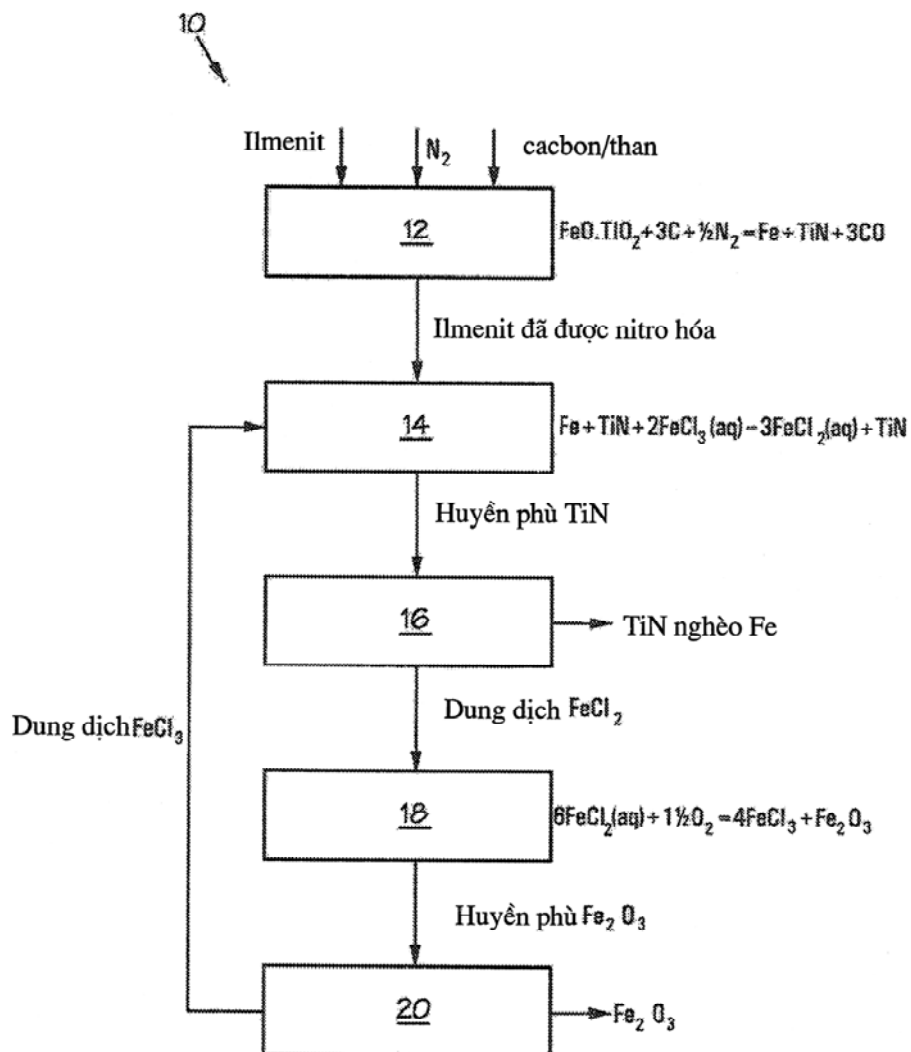 10
Ilmenit
N₂
cacbon/than
12
FeO.TiO₂+3C+½N₂=Fe+TiN+3CO
Ilmenit đã được nitro hóa
14
Fe+TiN+2FeCl₃(aq)-3FeCl₂(aq)+TiN
Huyền phù TiN
16
TiN nghèo Fe
Dung dịch FeCl₂
Dung dịch FeCl₃
18
6FeCl₂(aq)+1½O₂=4FeCl₃+Fe₂O₃
Huyền phù Fe₂O₃
20
Fe₂O₃